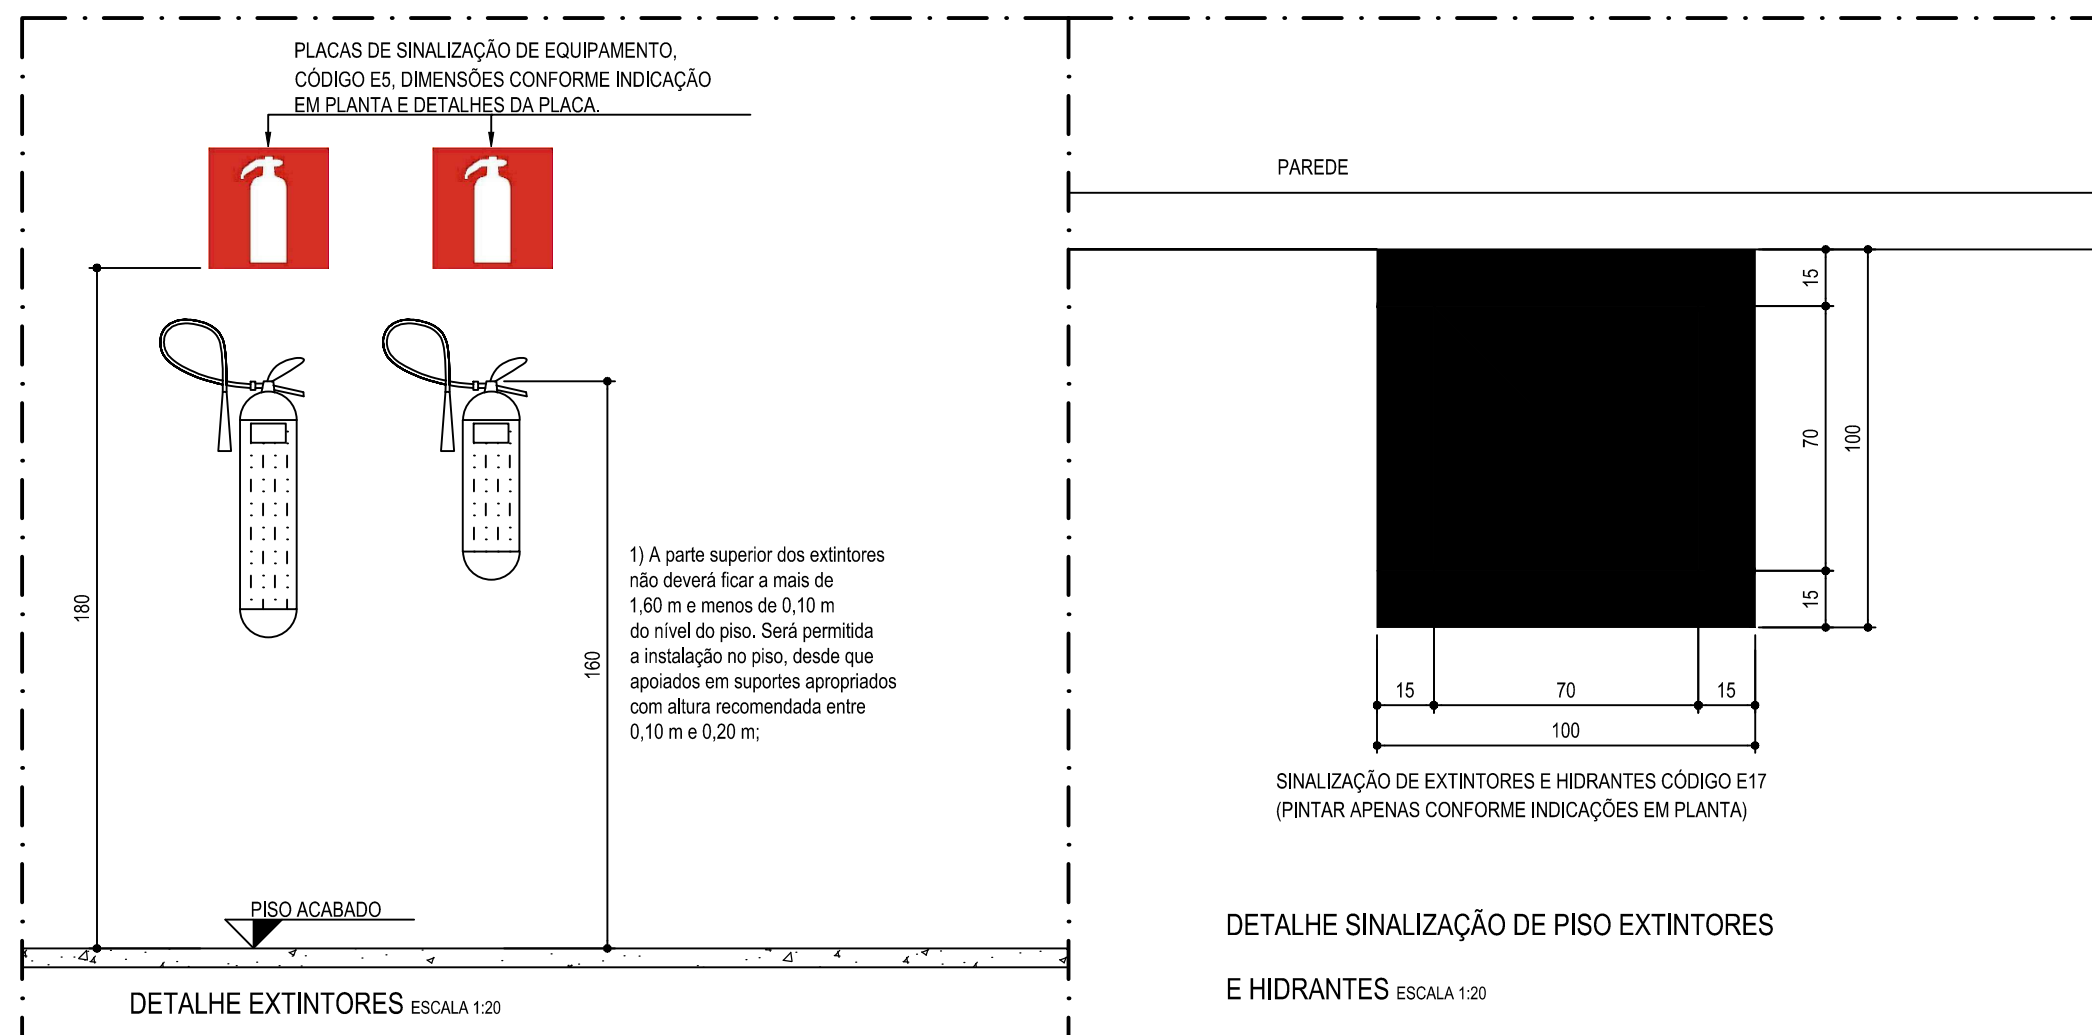 PLACAS DE SINALIZAÇÃO DE EQUIPAMENTO,
CÓDIGO E5, DIMENSÕES CONFORME INDICAÇÃO
EM PLANTA E DETALHES DA PLACA.
180
160
1) A parte superior dos extintores
não deverá ficar a mais de
1,60 m e menos de 0,10 m
do nível do piso. Será permitida
a instalação no piso, desde que
apoiados em suportes apropriados
com altura recomendada entre
0,10 m e 0,20 m;
PISO ACABADO
DETALHE EXTINTORES ESCALA 1:20
PAREDE
15
70
100
15
15 70 15
100
SINALIZAÇÃO DE EXTINTORES E HIDRANTES CÓDIGO E17
(PINTAR APENAS CONFORME INDICAÇÕES EM PLANTA)
DETALHE SINALIZAÇÃO DE PISO EXTINTORES
E HIDRANTES ESCALA 1:20